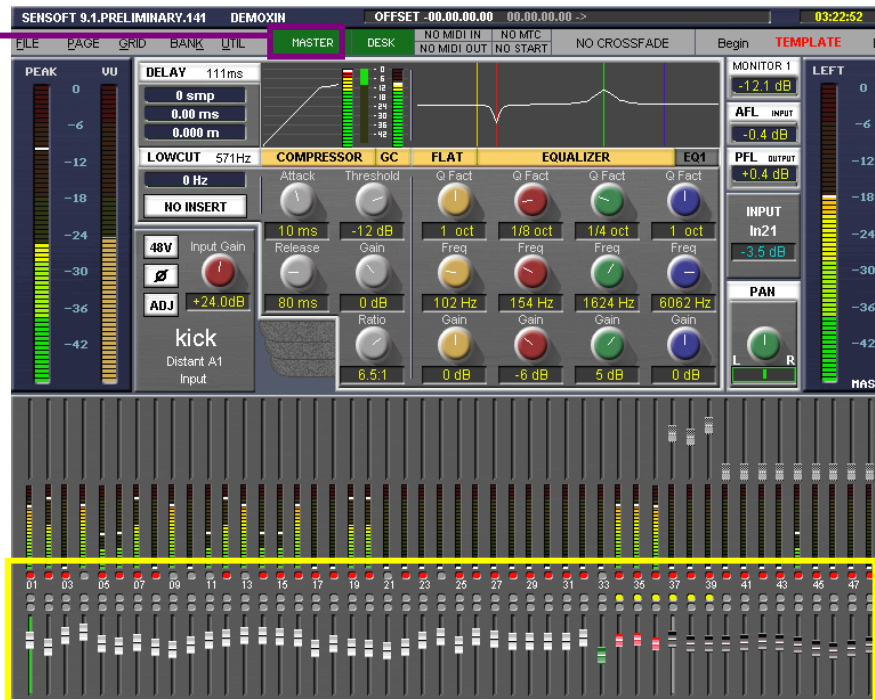 SENSOFT 9.1.PRELIMINARY.141 DEMOXIN OFFSET -00.00.00.00 00.00.00.00 -> 03:22:52
FILE PAGE GRID BANK UTIL MASTER DESK NO MIDI IN NO MTC NO CROSSFADE Begin TEMPLATE
NO MIDI OUT NO START
PEAK VU
0
-6
-12
-18
-24
-30
-36
-42
DELAY 111ms
0 smp
0.00 ms
0.000 m
LOWCUT 571Hz
0 Hz
NO INSERT
48V
Ø
ADJ
Input Gain
+24.0dB
kick
Distant A1
Input
- 0
- 6
-12
-18
-24
-30
-36
-42
COMPRESSOR GC
Attack Threshold
10 ms -12 dB
Release Gain
80 ms 0 dB
Ratio
6.5:1
FLAT EQUALIZER EQ1
Q Fact Q Fact Q Fact Q Fact
1 oct 1/8 oct 1/4 oct 1 oct
Freq Freq Freq Freq
102 Hz 154 Hz 1624 Hz 6062 Hz
Gain Gain Gain Gain
0 dB -6 dB 5 dB 0 dB
MONITOR 1
-12.1 dB
AFL INPUT
-0.4 dB
PFL OUTPUT
+0.4 dB
INPUT
In21
-3.5 dB
PAN
L R
LEFT
0
-6
-12
-18
-24
-30
-36
-42
MAS
01 03 05 07 09 11 13 15 17 19 21 23 25 27 29 31 33 35 37 39 41 43 45 47